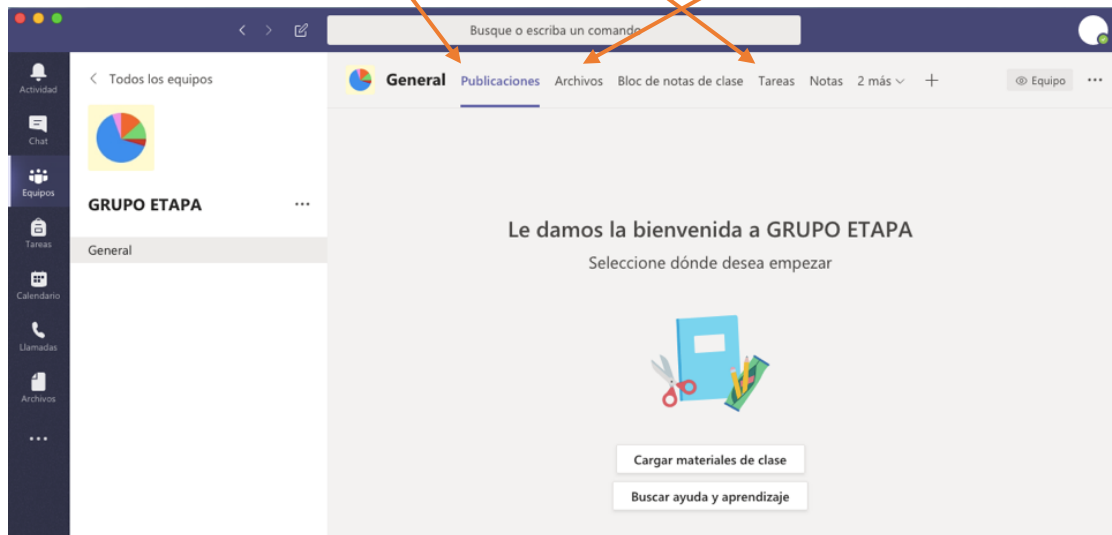 Busque o escriba un comando
Actividad
Chat
Equipos
Tareas
Calendario
Llamadas
Archivos
Todos los equipos
GRUPO ETAPA
General
General Publicaciones Archivos Bloc de notas de clase Tareas Notas 2 más
Equipo
Le damos la bienvenida a GRUPO ETAPA
Seleccione dónde desea empezar
Cargar materiales de clase
Buscar ayuda y aprendizaje